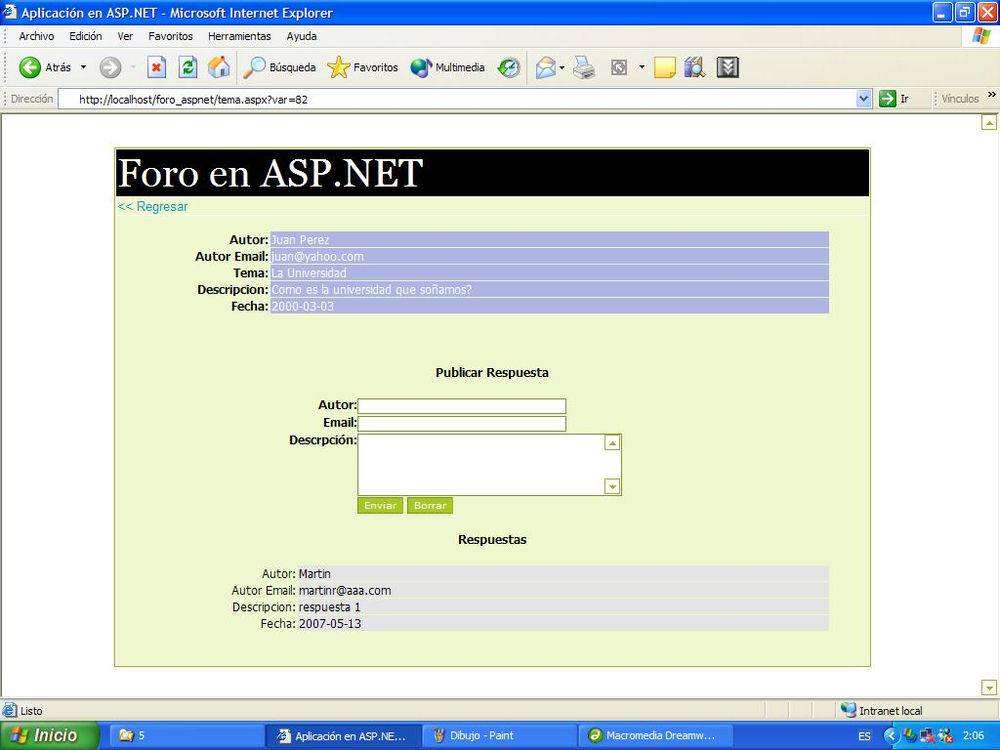 Aplicación en ASP.NET - Microsoft Internet Explorer
Archivo Edición Ver Favoritos Herramientas Ayuda
Atrás Búsqueda Favoritos Multimedia
Dirección http://localhost/foro_aspnet/tema.aspx?var=82 Ir Vínculos »
Foro en ASP.NET
<< Regresar
Autor: Juan Perez
Autor Email: juan@yahoo.com
Tema: La Universidad
Descripcion: Como es la universidad que soñamos?
Fecha: 2000-03-03
Publicar Respuesta
Autor:
Email:
Descrpción:
Enviar Borrar
Respuestas
Autor: Martin
Autor Email: martinr@aaa.com
Descripcion: respuesta 1
Fecha: 2007-05-13
Listo Intranet local
Inicio 5 Aplicación en ASP.NE... Dibujo - Paint Macromedia Dreamw... ES 2:06